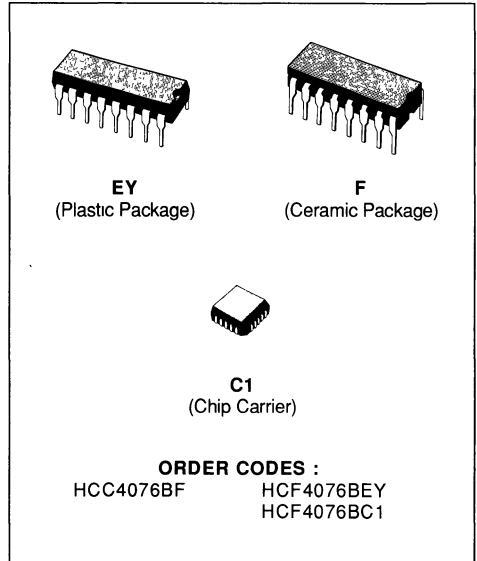 EY
(Plastic Package)
F
(Ceramic Package)
C1
(Chip Carrier)
ORDER CODES :
HCC4076BF HCF4076BEY
HCF4076BC1